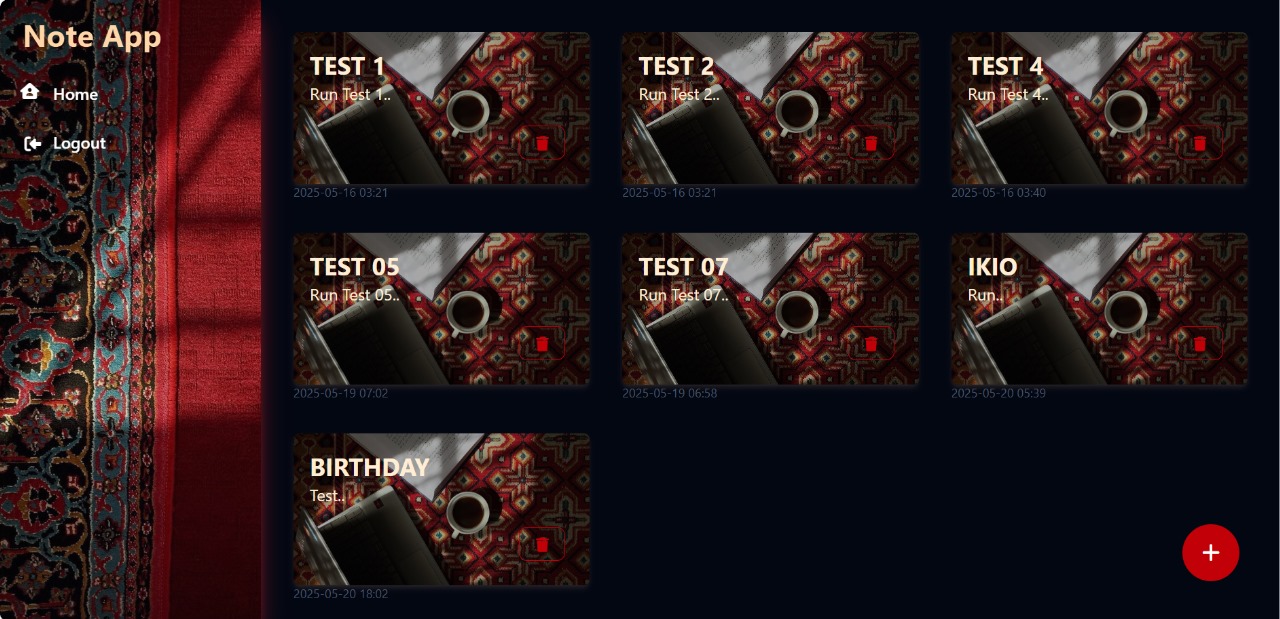 Note App
Home
Logout
TEST 1
Run Test 1..
2025-05-16 03:21
TEST 2
Run Test 2..
2025-05-16 03:21
TEST 4
Run Test 4..
2025-05-16 03:40
TEST 05
Run Test 05..
2025-05-19 07:02
TEST 07
Run Test 07..
2025-05-19 06:58
IKIO
Run..
2025-05-20 05:39
BIRTHDAY
Test..
2025-05-20 18:02
+